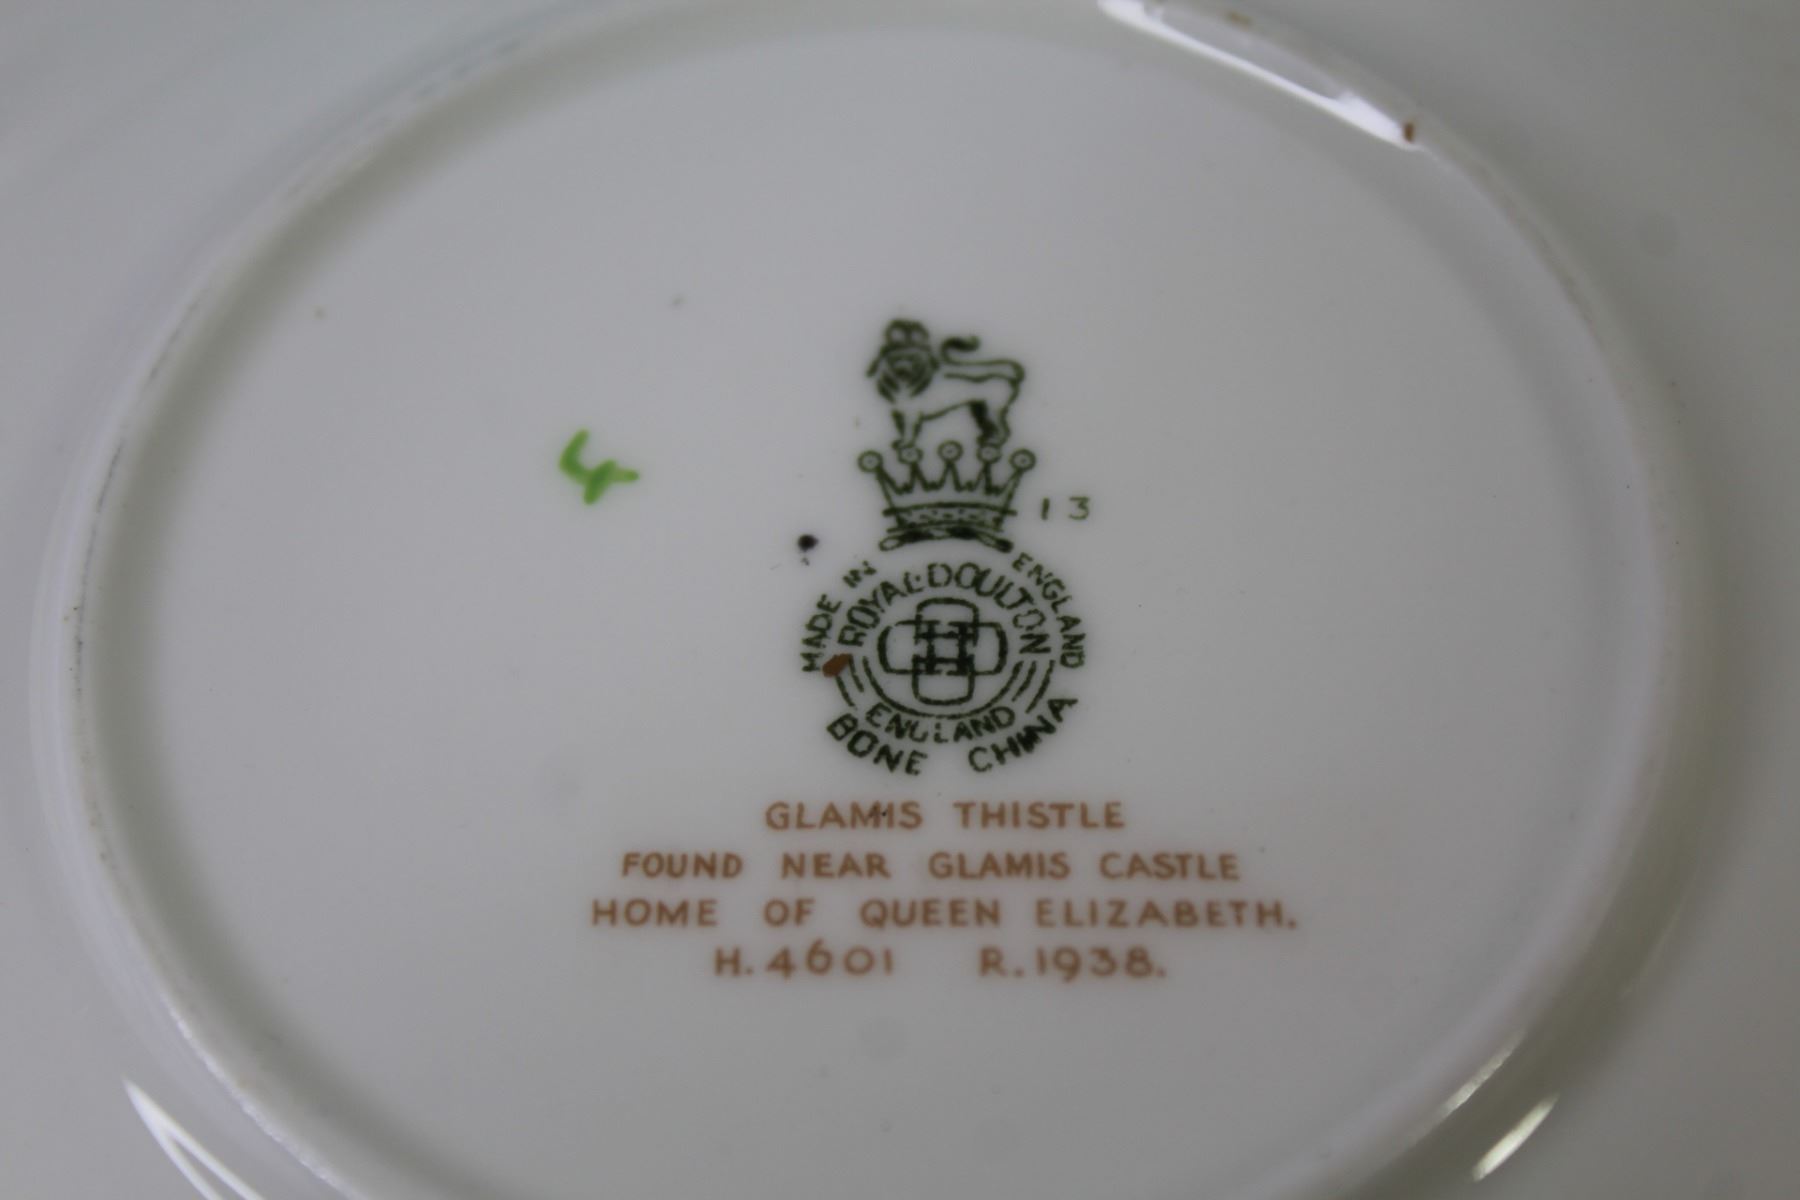 4
13
MADE IN ENGLAND
ROYAL DOULTON
ENGLAND
BONE CHINA
GLAMIS THISTLE
FOUND NEAR GLAMIS CASTLE
HOME OF QUEEN ELIZABETH.
H.4601 R.1938.